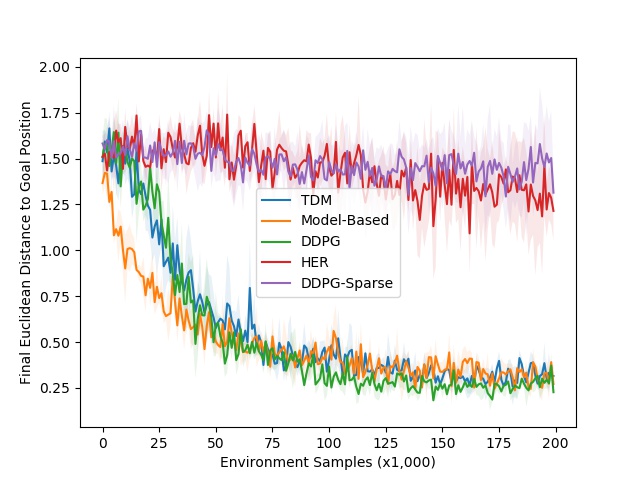 2.00
1.75
1.50
1.25
1.00
0.75
0.50
0.25
Final Euclidean Distance to Goal Position
TDM
Model-Based
DDPG
HER
DDPG-Sparse
0 25 50 75 100 125 150 175 200
Environment Samples (x1,000)